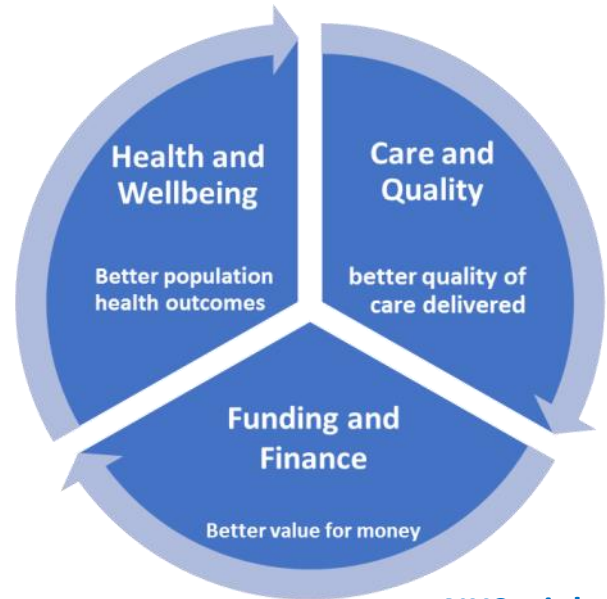 Health and
Wellbeing
Better population
health outcomes
Care and
Quality
better quality of
care delivered
Funding and
Finance
Better value for money